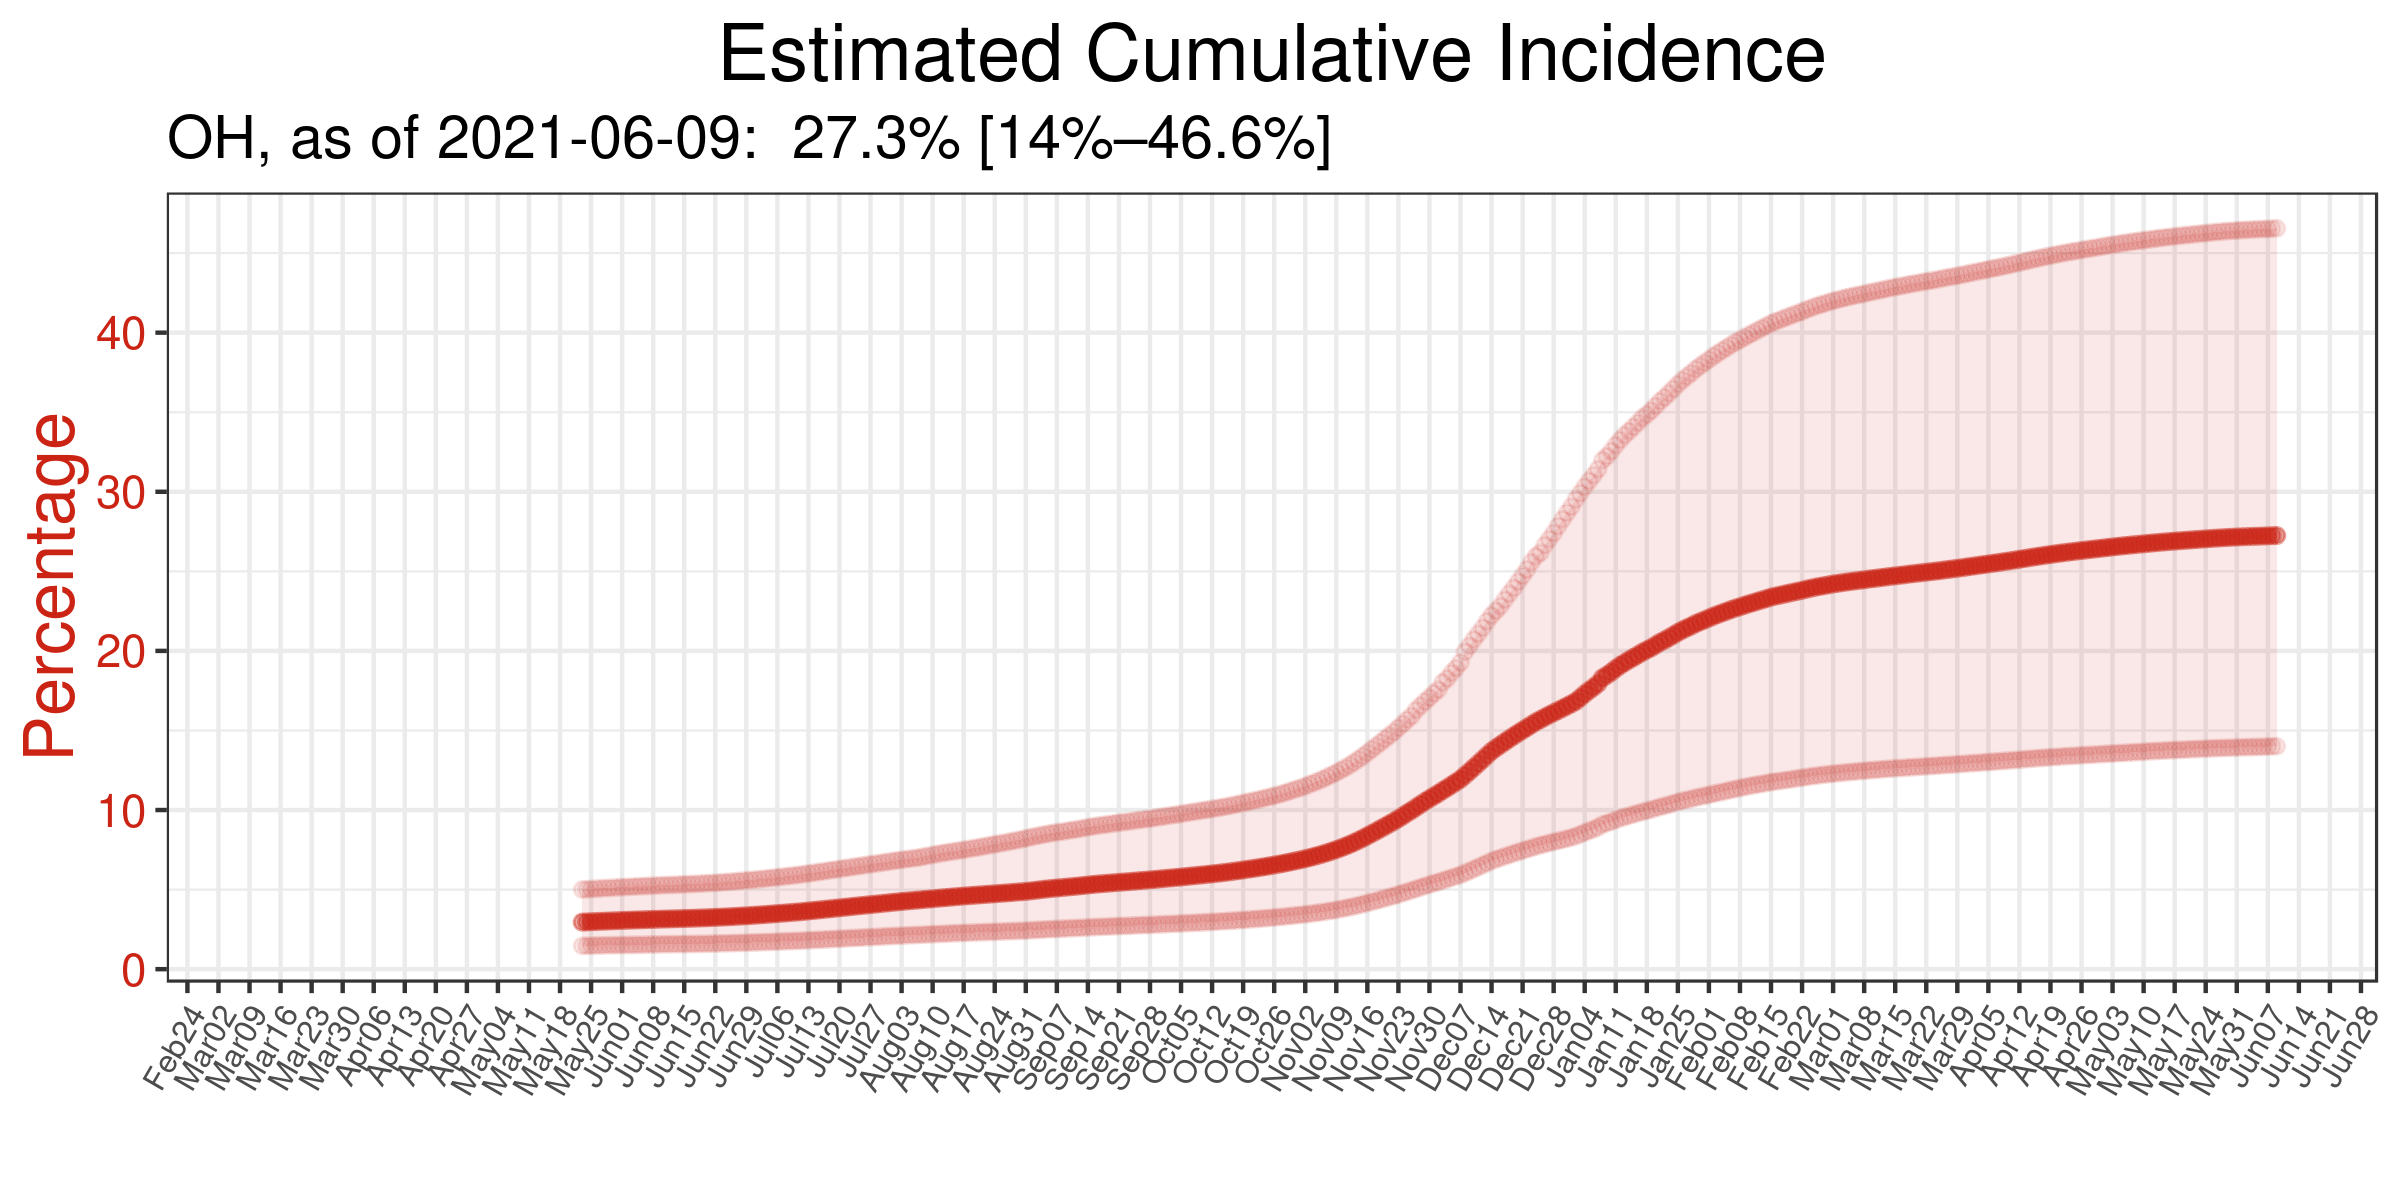 Estimated Cumulative Incidence
OH, as of 2021-06-09:  27.3% [14%–46.6%]
Percentage
40
30
20
10
0
Feb24
Mar02
Mar09
Mar16
Mar23
Mar30
Apr06
Apr13
Apr20
Apr27
May04
May11
May18
May25
Jun01
Jun08
Jun15
Jun22
Jun29
Jul06
Jul13
Jul20
Jul27
Aug03
Aug10
Aug17
Aug24
Aug31
Sep07
Sep14
Sep21
Sep28
Oct05
Oct12
Oct19
Oct26
Nov02
Nov09
Nov16
Nov23
Nov30
Dec07
Dec14
Dec21
Dec28
Jan04
Jan11
Jan18
Jan25
Feb01
Feb08
Feb15
Feb22
Mar01
Mar08
Mar15
Mar22
Mar29
Apr05
Apr12
Apr19
Apr26
May03
May10
May17
May24
May31
Jun07
Jun14
Jun21
Jun28